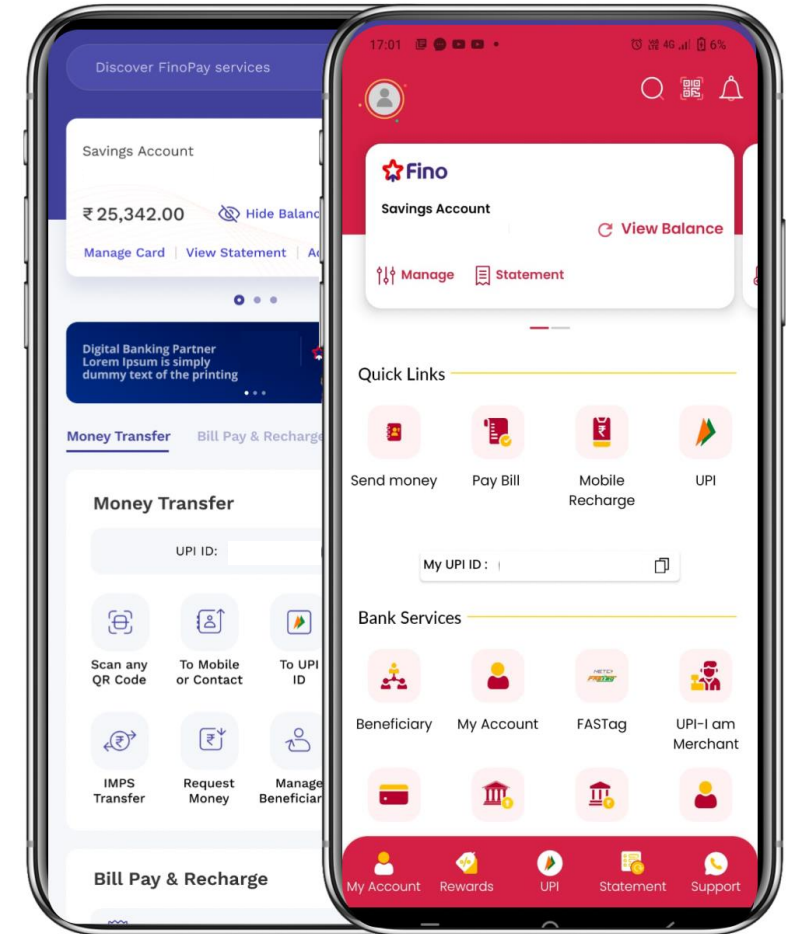 Discover FinoPay services
Savings Account
₹ 25,342.00
Hide Balanc
Manage Card
View Statement
Digital Banking Partner
Lorem Ipsum is simply
dummy text of the printing
Money Transfer
Bill Pay & Recharge
Money Transfer
UPI ID:
Scan any
QR Code
To Mobile
or Contact
To UPI
ID
IMPS
Transfer
Request
Money
Manage
Beneficiar
Bill Pay & Recharge
17:01
4G
6%
Fino
Savings Account
View Balance
Manage
Statement
Quick Links
Send money
Pay Bill
Mobile
Recharge
UPI
My UPI ID :
Bank Services
Beneficiary
My Account
FASTag
UPI-I am
Merchant
My Account
Rewards
UPI
Statement
Support